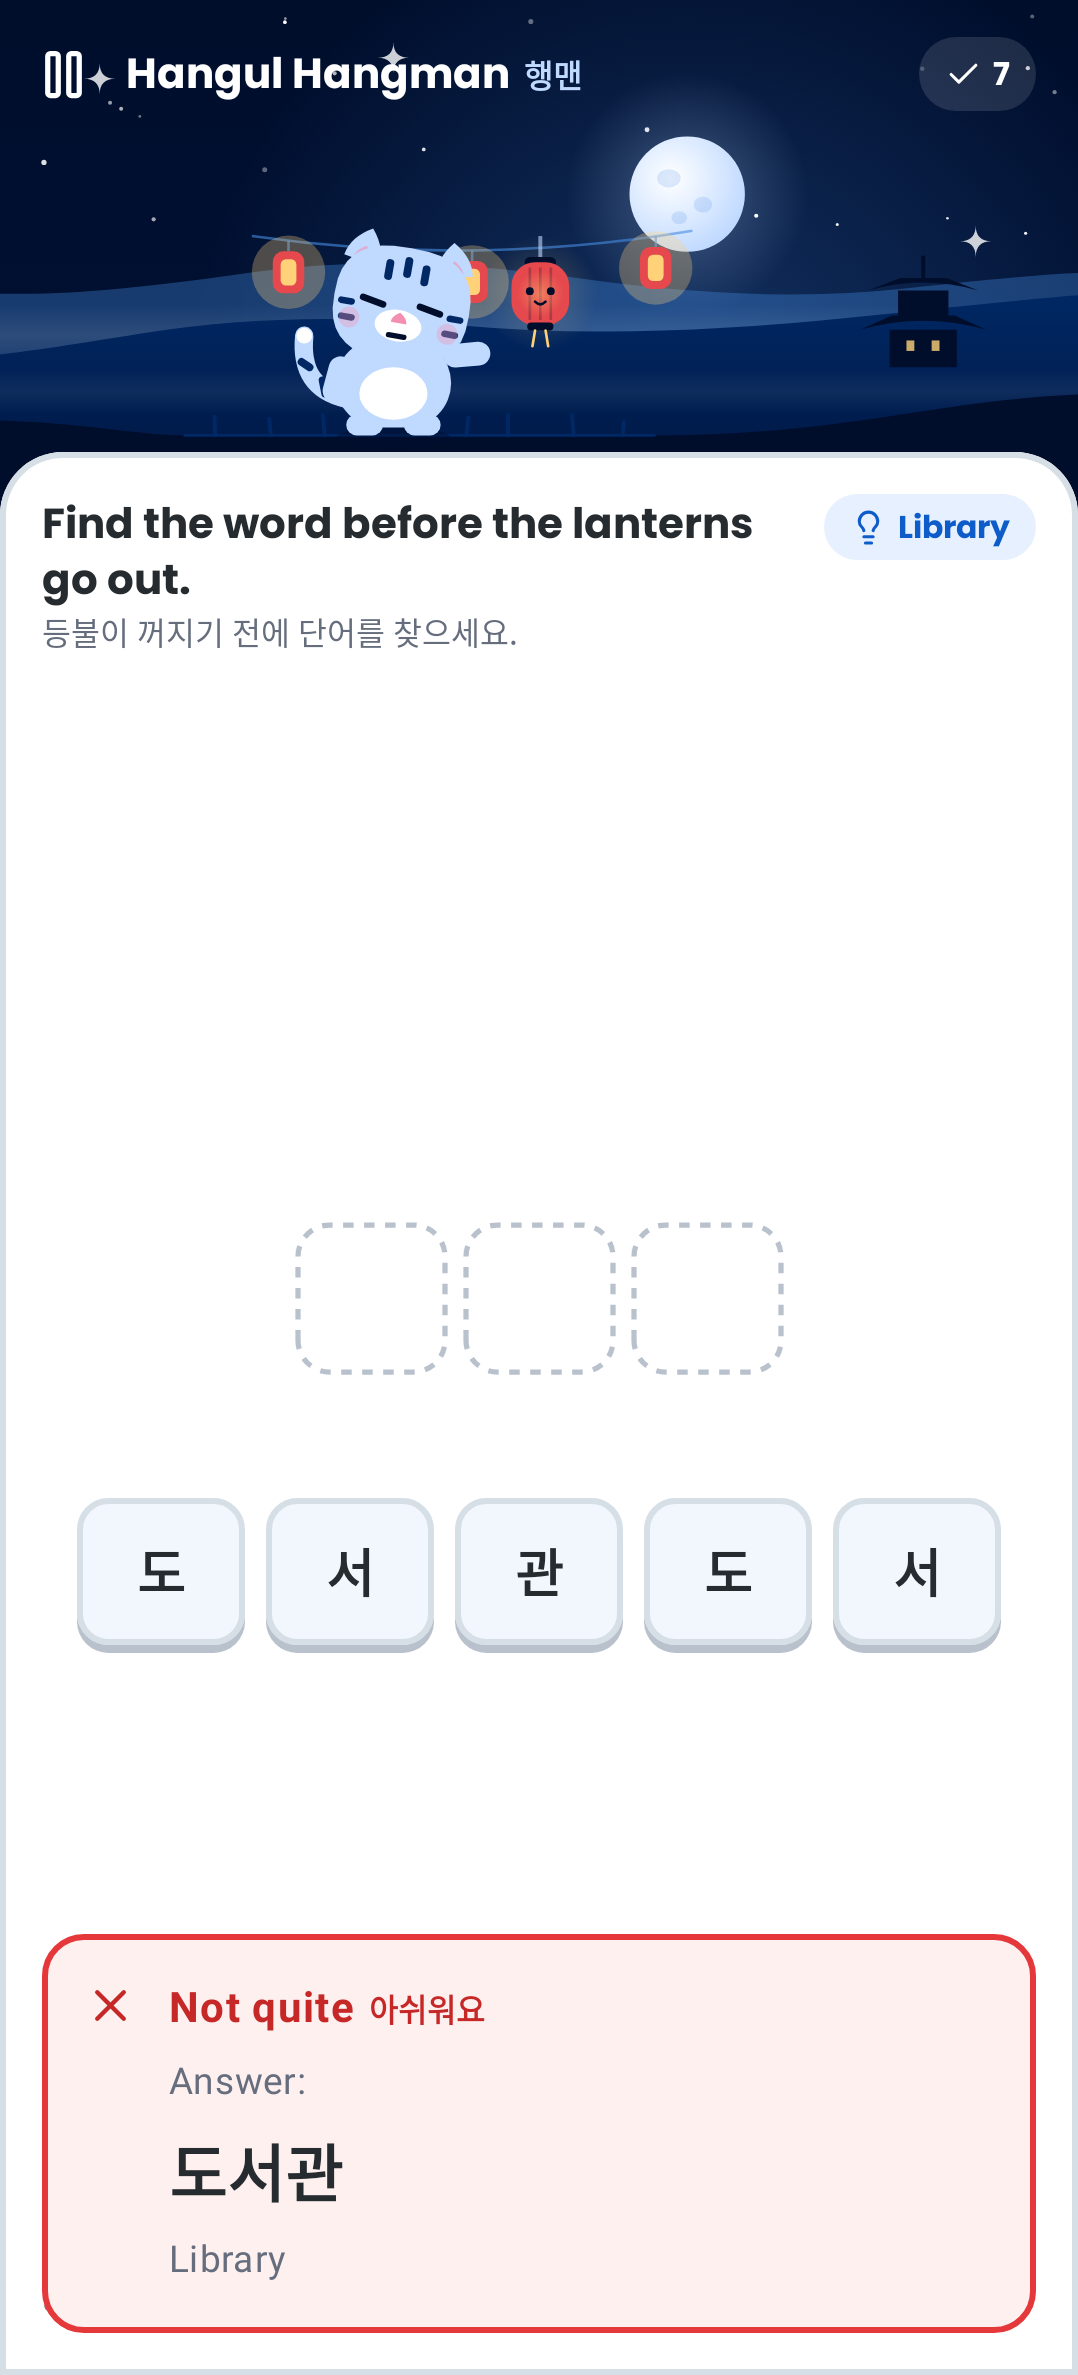 Hangul Hangman 행맨
7
Find the word before the lanterns
go out.
Library
등불이 꺼지기 전에 단어를 찾으세요.
도 서 관 도 서
Not quite 아쉬워요
Answer:
도서관
Library